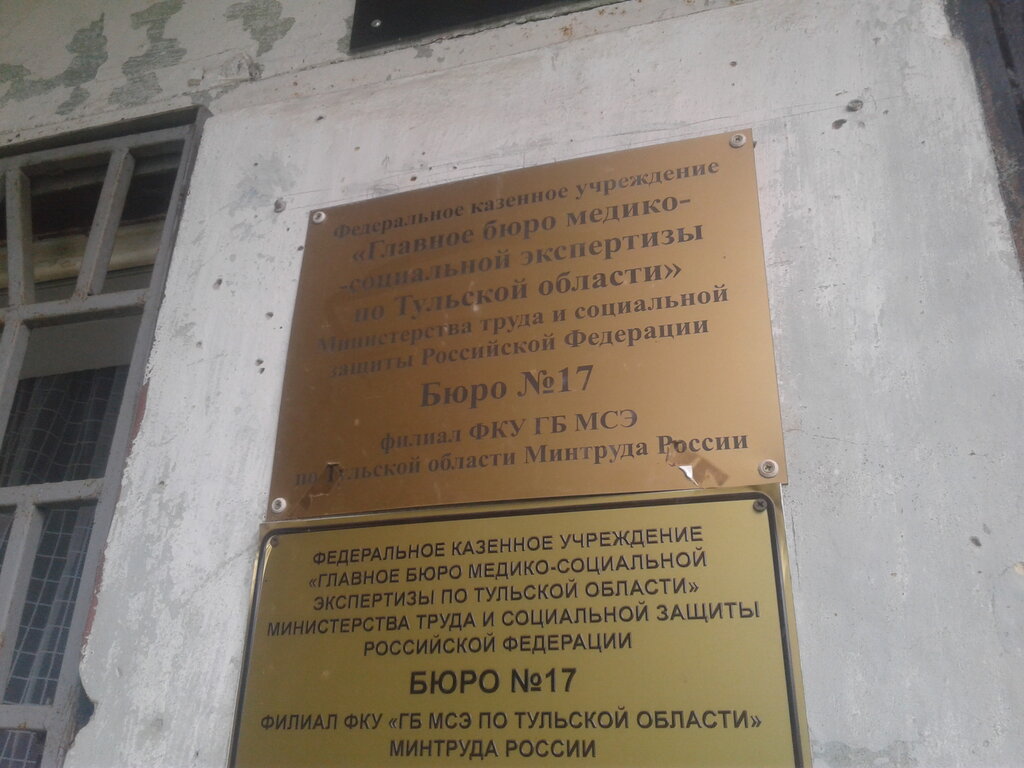 Федеральное казенное учреждение
«Главное бюро медико-
-социальной экспертизы
по Тульской области»
Министерства труда и социальной
защиты Российской Федерации
Бюро №17
филиал ФКУ ГБ МСЭ
по Тульской области Минтруда России
ФЕДЕРАЛЬНОЕ КАЗЕННОЕ УЧРЕЖДЕНИЕ
«ГЛАВНОЕ БЮРО МЕДИКО-СОЦИАЛЬНОЙ
ЭКСПЕРТИЗЫ ПО ТУЛЬСКОЙ ОБЛАСТИ»
МИНИСТЕРСТВА ТРУДА И СОЦИАЛЬНОЙ ЗАЩИТЫ
РОССИЙСКОЙ ФЕДЕРАЦИИ
БЮРО №17
ФИЛИАЛ ФКУ «ГБ МСЭ ПО ТУЛЬСКОЙ ОБЛАСТИ»
МИНТРУДА РОССИИ